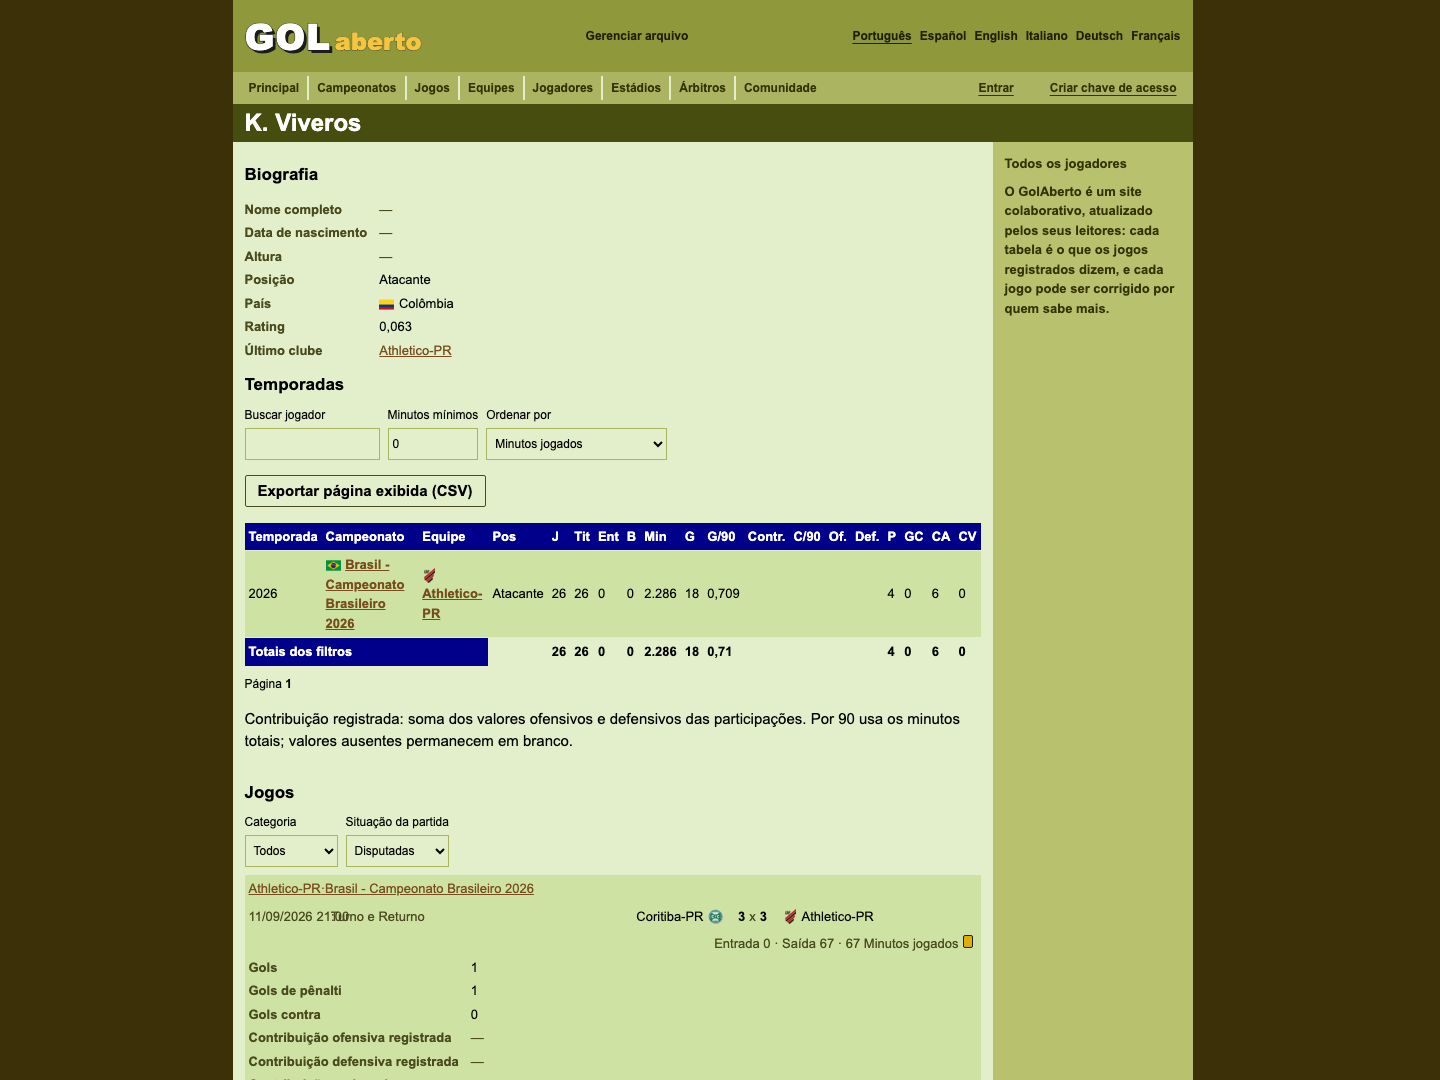 GOL aberto
Gerenciar arquivo
Português Español English Italiano Deutsch Français
Principal Campeonatos Jogos Equipes Jogadores Estádios Árbitros Comunidade Entrar Criar chave de acesso
K. Viveros
Biografia
Nome completo —
Data de nascimento —
Altura —
Posição Atacante
País Colômbia
Rating 0,063
Último clube Athletico-PR
Temporadas
Buscar jogador Minutos mínimos Ordenar por
0 Minutos jogados
Exportar página exibida (CSV)
Temporada Campeonato Equipe Pos J Tit Ent B Min G G/90 Contr. C/90 Of. Def. P GC CA CV
2026 Brasil - Campeonato Brasileiro 2026 Athletico-PR Atacante 26 26 0 0 2.286 18 0,709 4 0 6 0
Totais dos filtros 26 26 0 0 2.286 18 0,71 4 0 6 0
Página 1
Contribuição registrada: soma dos valores ofensivos e defensivos das participações. Por 90 usa os minutos
totais; valores ausentes permanecem em branco.
Jogos
Categoria Situação da partida
Todos Disputadas
Athletico-PR·Brasil - Campeonato Brasileiro 2026
11/09/2026 21:00 Turno e Returno Coritiba-PR 3 x 3 Athletico-PR
Entrada 0 · Saída 67 · 67 Minutos jogados
Gols 1
Gols de pênalti 1
Gols contra 0
Contribuição ofensiva registrada —
Contribuição defensiva registrada —
Todos os jogadores
O GolAberto é um site
colaborativo, atualizado
pelos seus leitores: cada
tabela é o que os jogos
registrados dizem, e cada
jogo pode ser corrigido por
quem sabe mais.